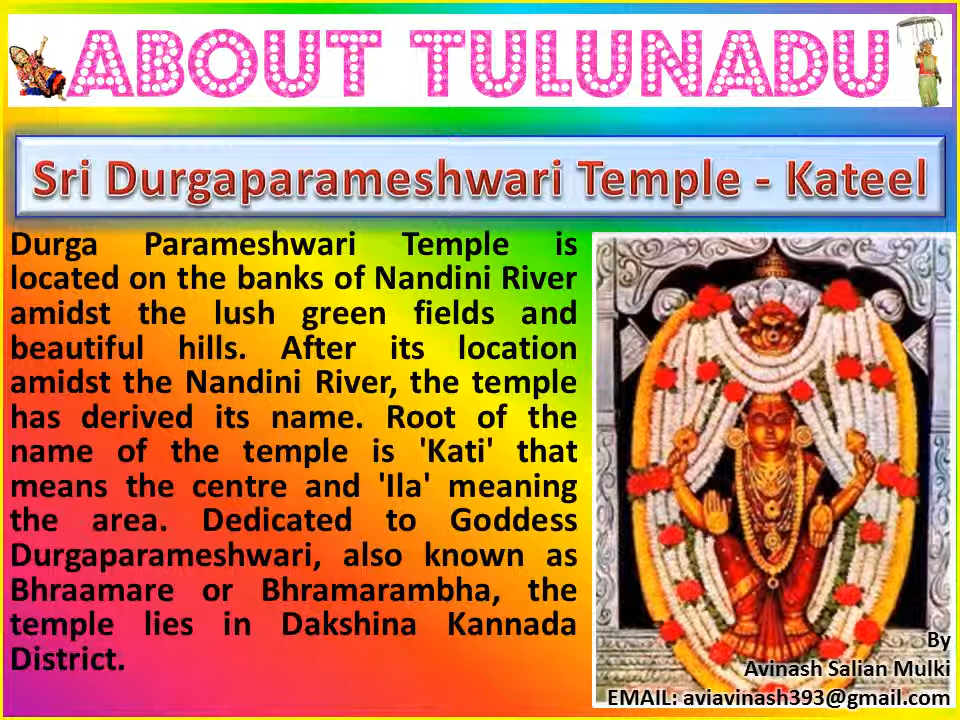 ABOUT TULUNADU
Sri Durgaparameshwari Temple - Kateel
Durga Parameshwari Temple is
located on the banks of Nandini River
amidst the lush green fields and
beautiful hills. After its location
amidst the Nandini River, the temple
has derived its name. Root of the
name of the temple is 'Kati' that
means the centre and 'Ila' meaning
the area. Dedicated to Goddess
Durgaparameshwari, also known as
Bhraamare or Bhramarambha, the
temple lies in Dakshina Kannada
District.
By
Avinash Salian Mulki
EMAIL: aviavinash393@gmail.com